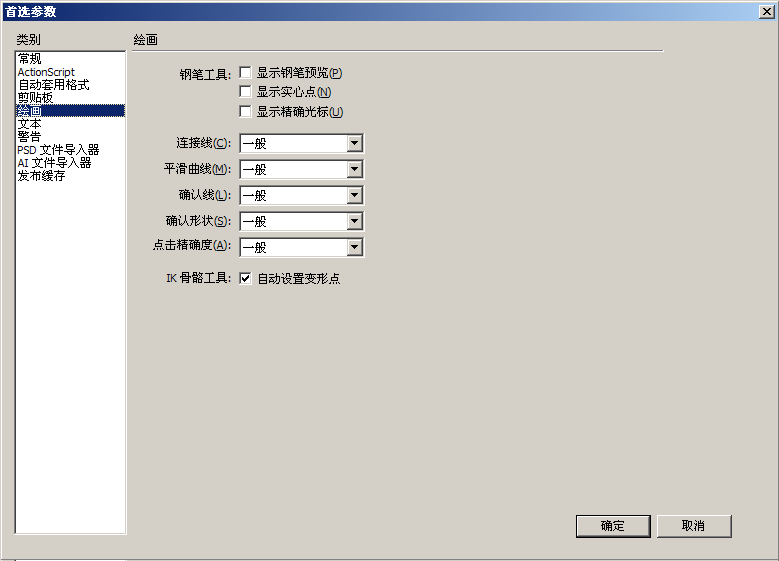 首选参数
类别
常规
ActionScript
自动套用格式
剪贴板
绘画
文本
警告
PSD 文件导入器
AI 文件导入器
发布缓存
绘画
钢笔工具: 显示钢笔预览(P)
显示实心点(N)
显示精确光标(U)
连接线(C): 一般
平滑曲线(M): 一般
确认线(L): 一般
确认形状(S): 一般
点击精确度(A): 一般
IK 骨骼工具: 自动设置变形点
确定 取消